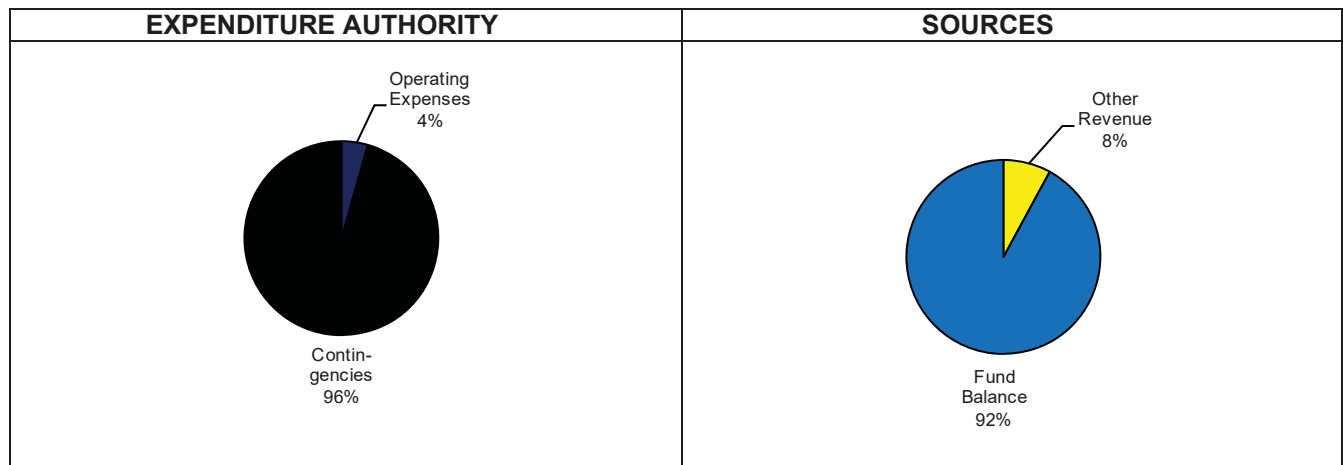 EXPENDITURE AUTHORITY
Operating
Expenses
4%
Contin-
gencies
96%
SOURCES
Other
Revenue
8%
Fund
Balance
92%